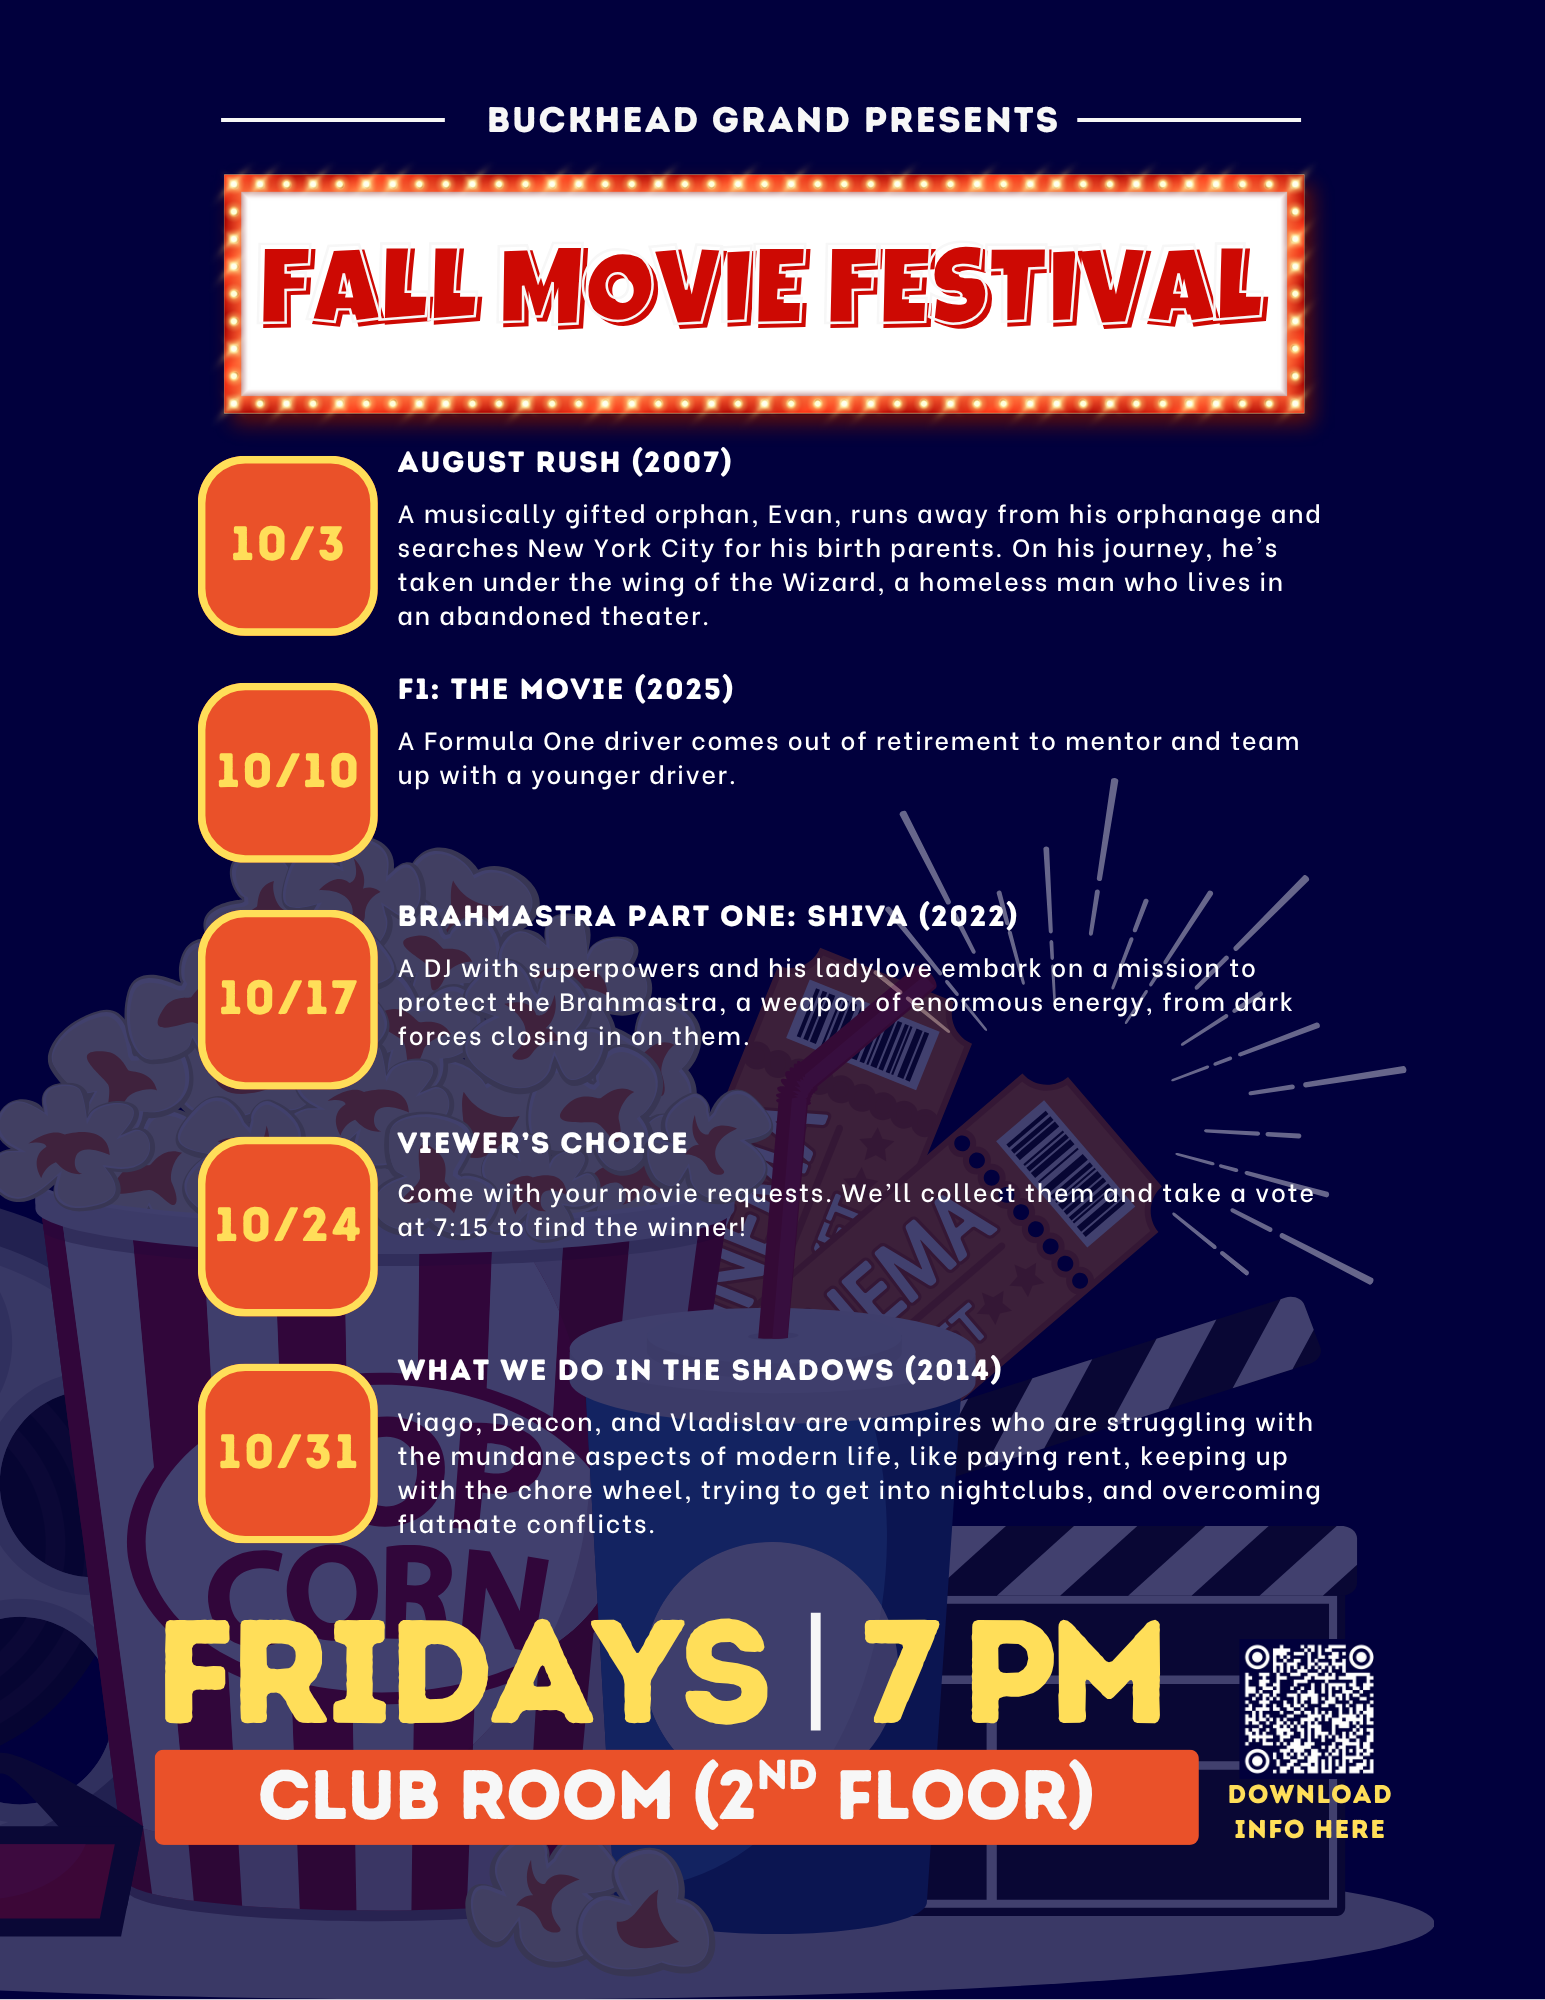 BUCKHEAD GRAND PRESENTS
FALL MOVIE FESTIVAL
10/3
AUGUST RUSH (2007)
A musically gifted orphan, Evan, runs away from his orphanage and
searches New York City for his birth parents. On his journey, he's
taken under the wing of the Wizard, a homeless man who lives in
an abandoned theater.
10/10
F1: THE MOVIE (2025)
A Formula One driver comes out of retirement to mentor and team
up with a younger driver.
10/17
BRAHMASTRA PART ONE: SHIVA (2022)
A DJ with superpowers and his ladylove embark on a mission to
protect the Brahmastra, a weapon of enormous energy, from dark
forces closing in on them.
10/24
VIEWER'S CHOICE
Come with your movie requests. We'll collect them and take a vote
at 7:15 to find the winner!
10/31
WHAT WE DO IN THE SHADOWS (2014)
Viago, Deacon, and Vladislav are vampires who are struggling with
the mundane aspects of modern life, like paying rent, keeping up
with the chore wheel, trying to get into nightclubs, and overcoming
flatmate conflicts.
CORN
FRIDAYS | 7 PM
CLUB ROOM (2ND FLOOR)
DOWNLOAD
INFO HERE